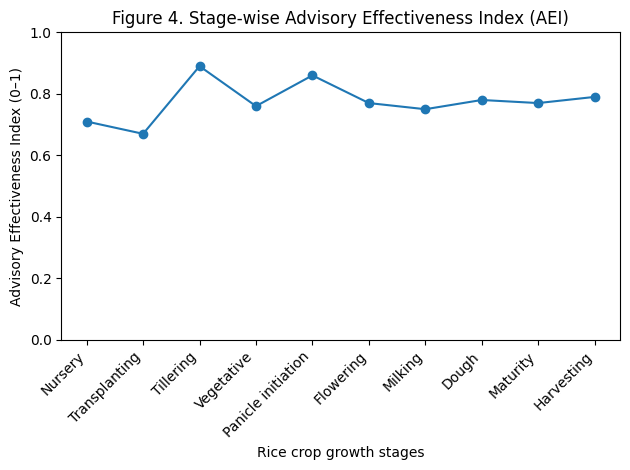 Figure 4. Stage-wise Advisory Effectiveness Index (AEI)
Advisory Effectiveness Index (0–1)
1.0
0.8
0.6
0.4
0.2
0.0
Nursery
Transplanting
Tillering
Vegetative
Panicle initiation
Flowering
Milking
Dough
Maturity
Harvesting
Rice crop growth stages